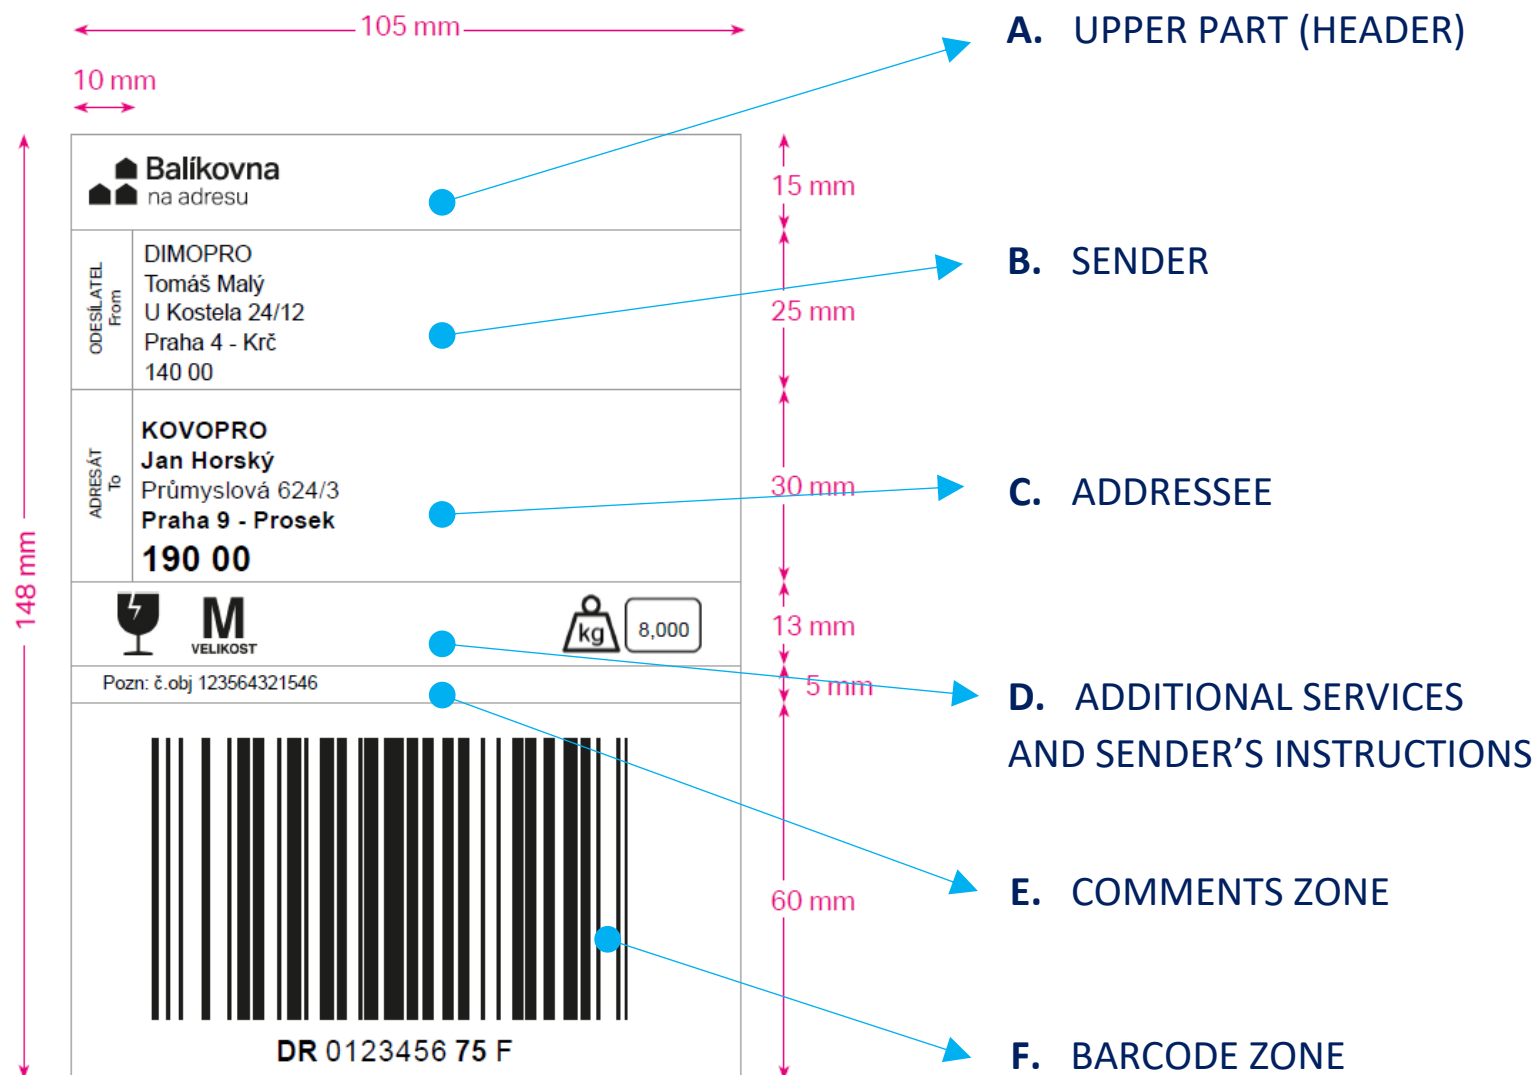 105 mm
10 mm
148 mm
Balíkovna
na adresu
15 mm
ODESÍLATEL
From
DIMOPRO
Tomáš Malý
U Kostela 24/12
Praha 4 - Krč
140 00
25 mm
ADRESÁT
To
KOVOPRO
Jan Horský
Průmyslová 624/3
Praha 9 - Prosek
190 00
30 mm
M
VELIKOST
kg
8,000
13 mm
Pozn: č.obj 123564321546
5 mm
60 mm
DR 0123456 75 F
A. UPPER PART (HEADER)
B. SENDER
C. ADDRESSEE
D. ADDITIONAL SERVICES
AND SENDER’S INSTRUCTIONS
E. COMMENTS ZONE
F. BARCODE ZONE